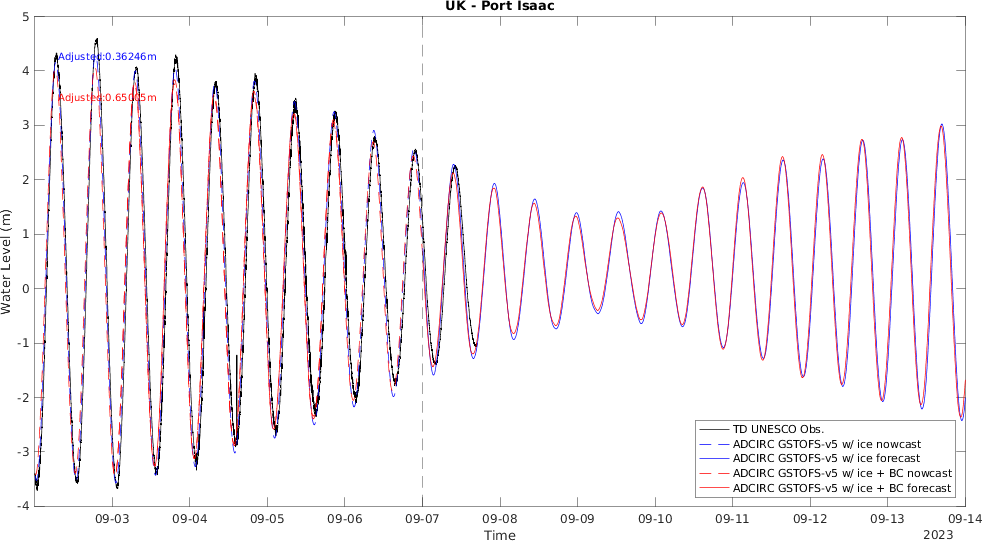 UK - Port Isaac
5
4
3
2
1
0
-1
-2
-3
-4
Water Level (m)
Adjusted:0.36246m
Adjusted:0.65005m
TD UNESCO Obs.
ADCIRC GSTOFS-v5 w/ ice nowcast
ADCIRC GSTOFS-v5 w/ ice forecast
ADCIRC GSTOFS-v5 w/ ice + BC nowcast
ADCIRC GSTOFS-v5 w/ ice + BC forecast
09-03 09-04 09-05 09-06 09-07 09-08 09-09 09-10 09-11 09-12 09-13 09-14
Time
2023